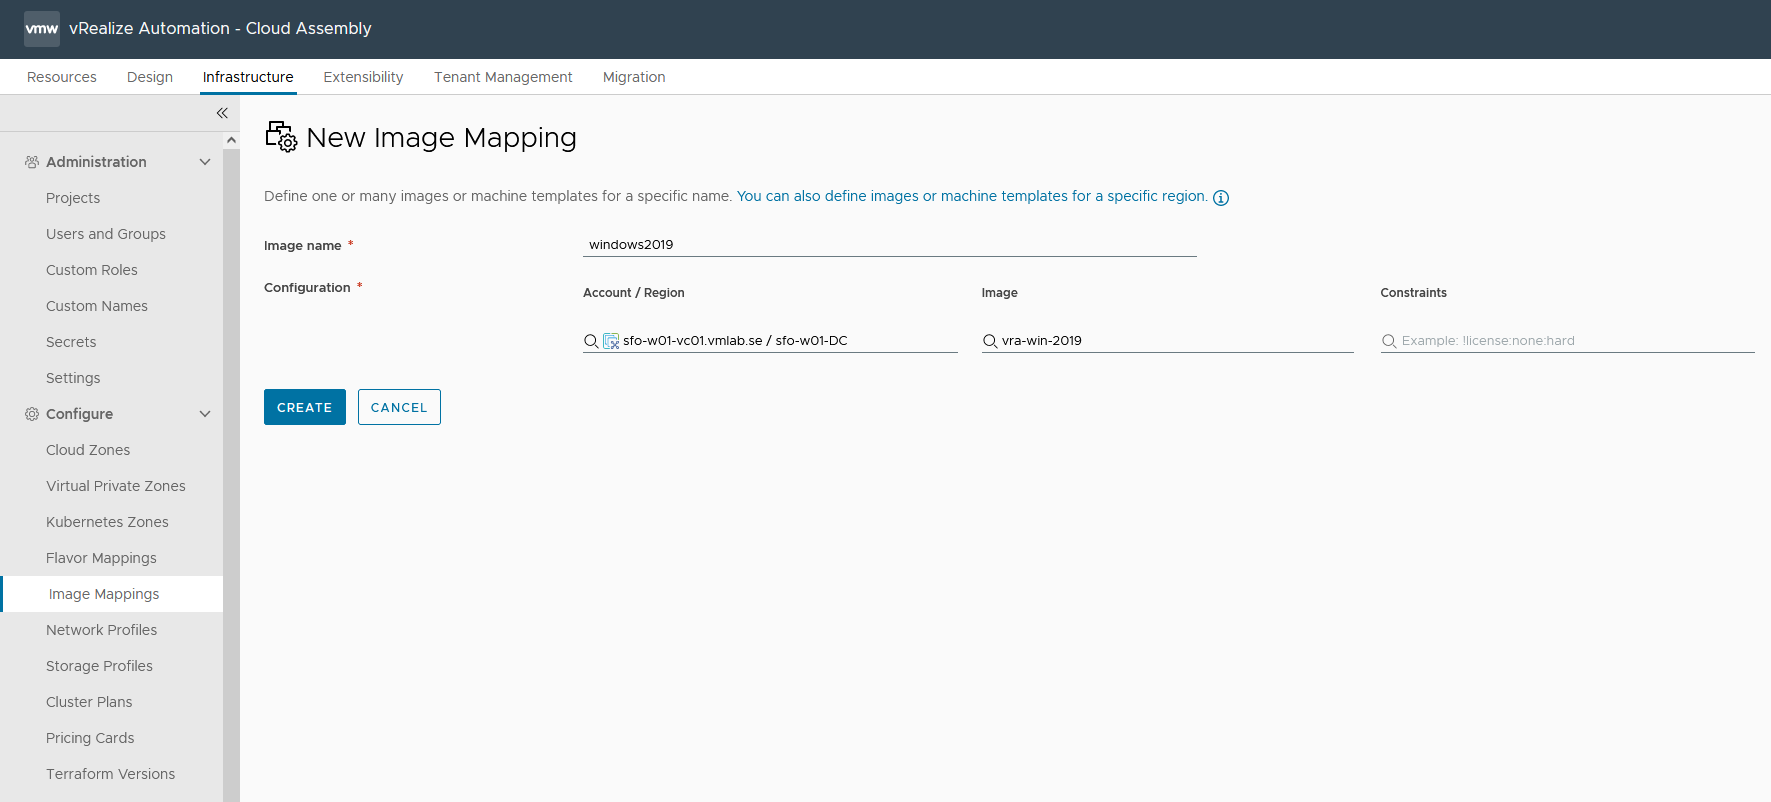 vmw vRealize Automation - Cloud Assembly
Resources Design Infrastructure Extensibility Tenant Management Migration
Administration
Projects
Users and Groups
Custom Roles
Custom Names
Secrets
Settings
Configure
Cloud Zones
Virtual Private Zones
Kubernetes Zones
Flavor Mappings
Image Mappings
Network Profiles
Storage Profiles
Cluster Plans
Pricing Cards
Terraform Versions
New Image Mapping
Define one or many images or machine templates for a specific name. You can also define images or machine templates for a specific region.
Image name * windows2019
Configuration *
Account / Region Image Constraints
sfo-w01-vc01.vmlab.se / sfo-w01-DC vra-win-2019 Example: !license:none:hard
CREATE CANCEL